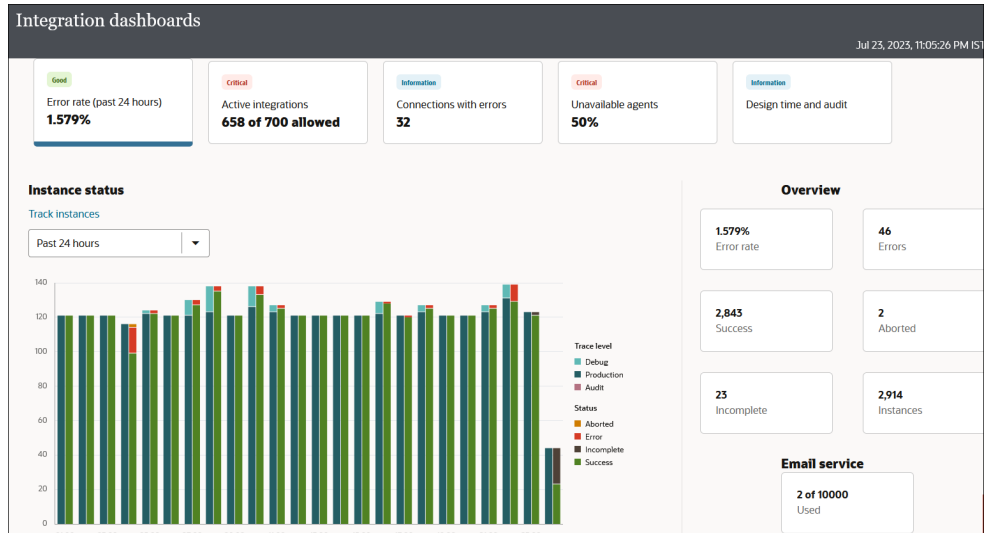 Integration dashboards
Jul 23, 2023, 11:05:26 PM IST
Good
Error rate (past 24 hours)
1.579%
Critical
Active integrations
658 of 700 allowed
Information
Connections with errors
32
Critical
Unavailable agents
50%
Information
Design time and audit
Instance status
Track instances
Past 24 hours
140
120
100
80
60
40
20
0
Trace level
Debug
Production
Audit
Status
Aborted
Error
Incomplete
Success
Overview
1.579%
Error rate
46
Errors
2,843
Success
2
Aborted
23
Incomplete
2,914
Instances
Email service
2 of 10000
Used